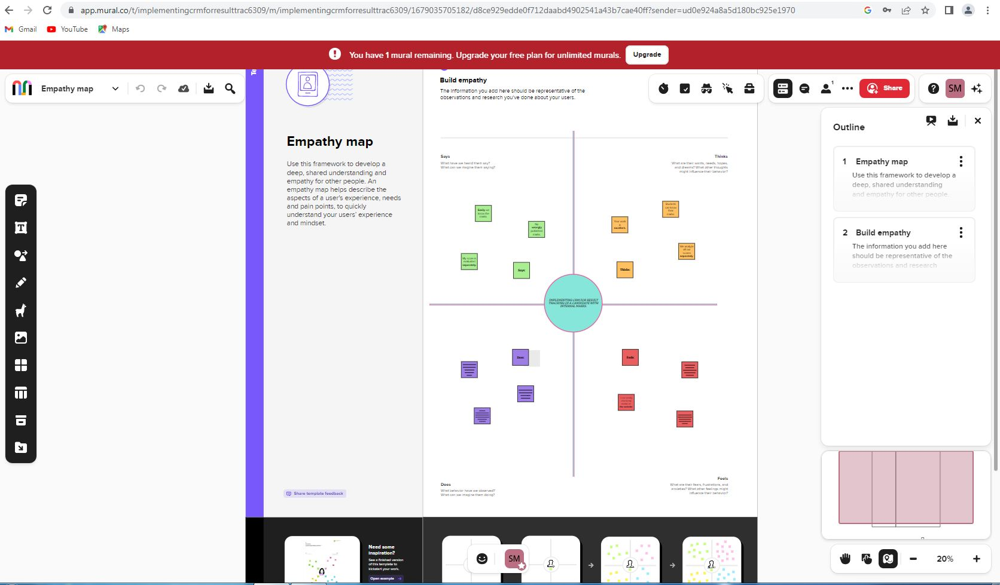 app.mural.co/t/implementingcrmforresulttrac6309/m/implementingcrmforresulttrac6309/1679035705182/d8ce929edde0f712daabd4902541a43b7cae40ff?sender=ud0e924a8a5d180bc925e1970
Gmail
YouTube
Maps
You have 1 mural remaining. Upgrade your free plan for unlimited murals.
Upgrade
Empathy map
Build empathy
The information you add here should be representative of the
observations and research you've done about your users.
1
Share
SM
Outline
1 Empathy map
Use this framework to develop a
deep, shared understanding
and empathy for other people.
2 Build empathy
The information you add here
should be representative of the
observations and research
Te
Empathy map
Use this framework to develop a
deep, shared understanding and
empathy for other people. An
empathy map helps describe the
aspects of a user's experience, needs
and pain points, to quickly
understand your users' experience
and mindset.
Says
What have we heard them say?
What can we imagine them saying?
Thinks
What are their wants, needs, hopes,
and dreams? What other thoughts
might influence their behavior?
Easily we
know the
marks
No
wrongly
published
marks
My score is
evaluated
separately.
Says:
Students
can know
their
marks
Your work
is
excellent.
We analyze
all our
scores
separately
Thinks:
IMPLEMENTING CRM FOR RESULT
TRACKING OF A CANDIDATE WITH
INTERNAL MARKS
Does:
Feels:
the website.
Does
What behavior have we observed?
What can we imagine them doing?
Feels
What are their fears, frustrations, and
anxieties? What other feelings might
influence their behavior?
Share template feedback
Need some
inspiration?
See a finished version
of this template to
kickstart your work.
Open example
SM
20%